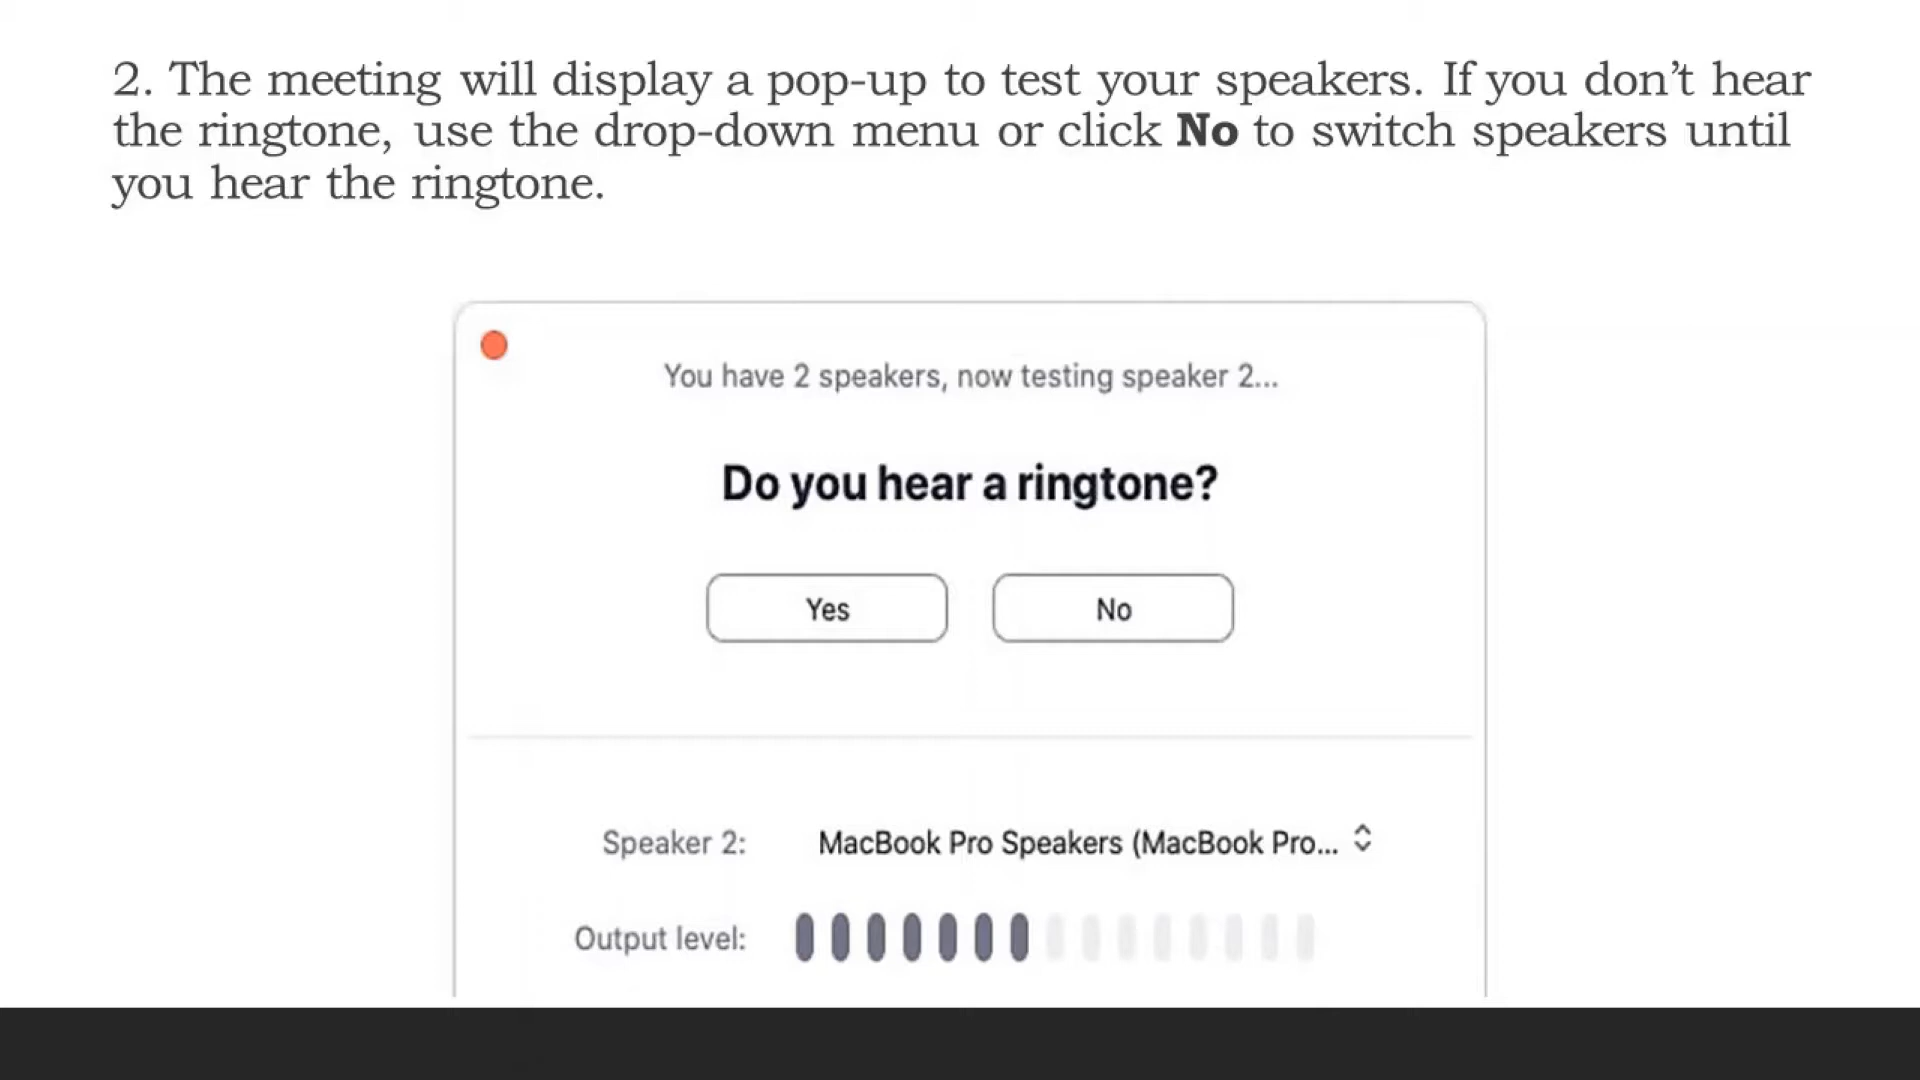 2. The meeting will display a pop-up to test your speakers. If you don’t hear
the ringtone, use the drop-down menu or click No to switch speakers until
you hear the ringtone.
You have 2 speakers, now testing speaker 2...
Do you hear a ringtone?
Yes No
Speaker 2: MacBook Pro Speakers (MacBook Pro...
Output level: